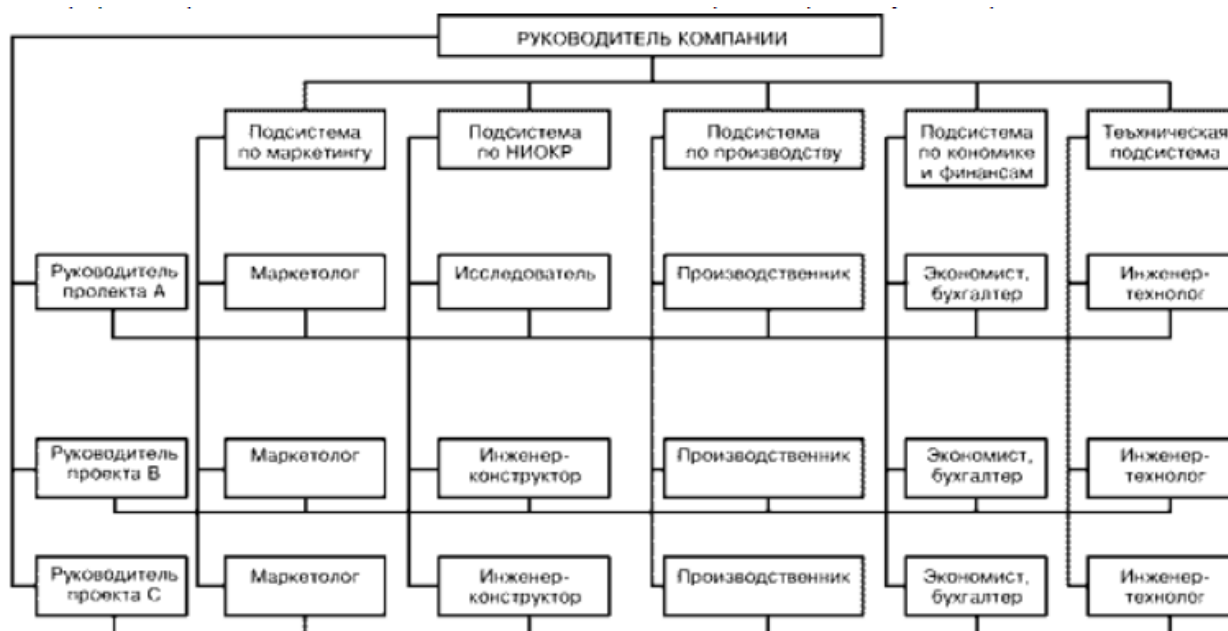 РУКОВОДИТЕЛЬ КОМПАНИИ
Подсистема
по маркетингу
Подсистема
по НИОКР
Подсистема
по производству
Подсистема
по кономике
и финансам
Теъхническая
подсистема
Руководитель
пролекта А
Маркетолог
Исследователь
Производственник
Экономист,
бухгалтер
Инженер-
технолог
Руководитель
проекта В
Маркетолог
Инженер-
конструктор
Производственник
Экономист,
бухгалтер
Инженер-
технолог
Руководитель
проекта С
Маркетолог
Инженер-
конструктор
Производственник
Экономист,
бухгалтер
Инженер-
технолог